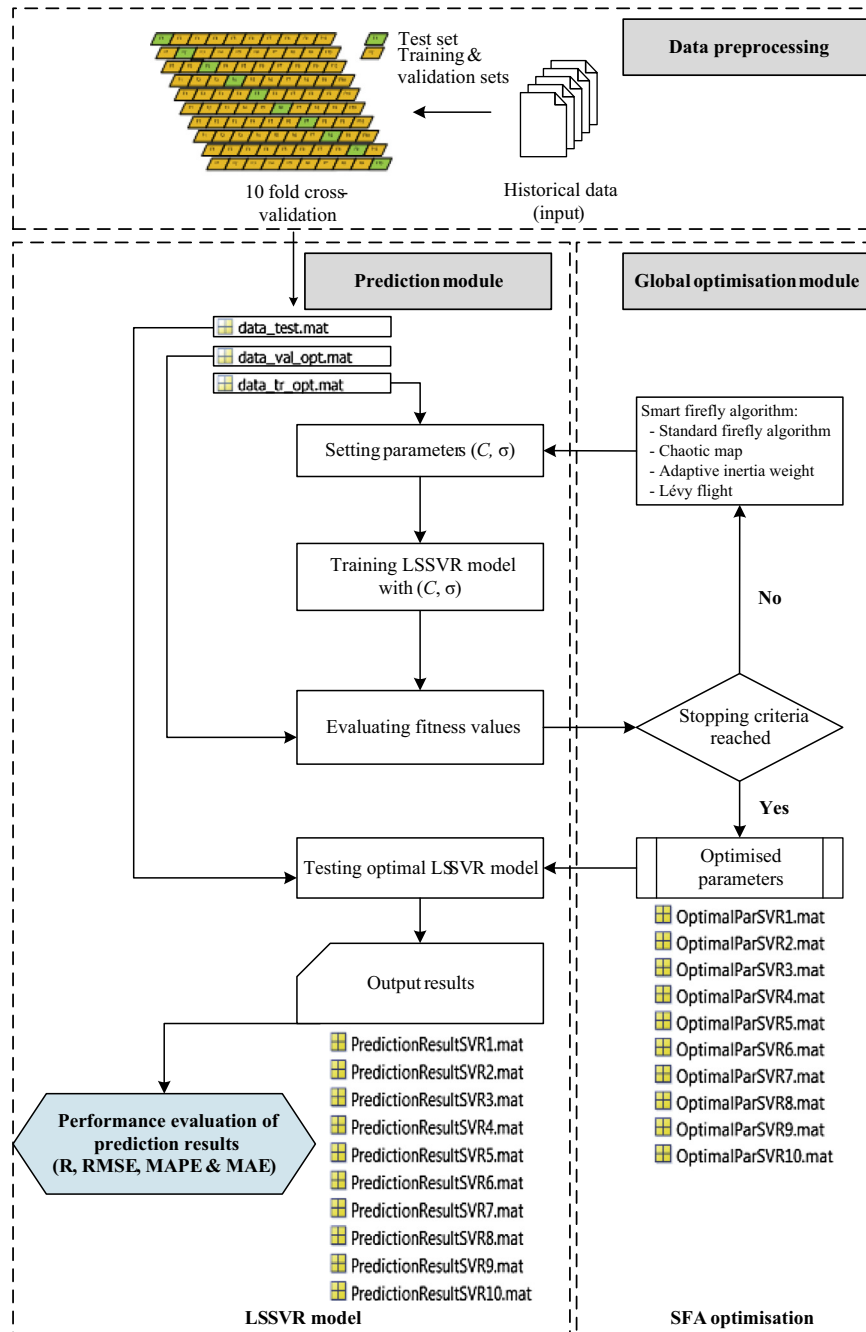 Test set
Training &
validation sets
Data preprocessing
10 fold cross-
validation
Historical data
(input)
Prediction module
Global optimisation module
data_test.mat
data_val_opt.mat
data_tr_opt.mat
Setting parameters (C, σ)
Smart firefly algorithm:
- Standard firefly algorithm
- Chaotic map
- Adaptive inertia weight
- Lévy flight
Training LSSVR model
with (C, σ)
No
Evaluating fitness values
Stopping criteria
reached
Yes
Testing optimal LSSVR model
Optimised
parameters
OptimalParSVR1.mat
OptimalParSVR2.mat
OptimalParSVR3.mat
OptimalParSVR4.mat
OptimalParSVR5.mat
OptimalParSVR6.mat
OptimalParSVR7.mat
OptimalParSVR8.mat
OptimalParSVR9.mat
OptimalParSVR10.mat
Output results
PredictionResultSVR1.mat
PredictionResultSVR2.mat
PredictionResultSVR3.mat
PredictionResultSVR4.mat
PredictionResultSVR5.mat
PredictionResultSVR6.mat
PredictionResultSVR7.mat
PredictionResultSVR8.mat
PredictionResultSVR9.mat
PredictionResultSVR10.mat
Performance evaluation of
prediction results
(R, RMSE, MAPE & MAE)
LSSVR model
SFA optimisation